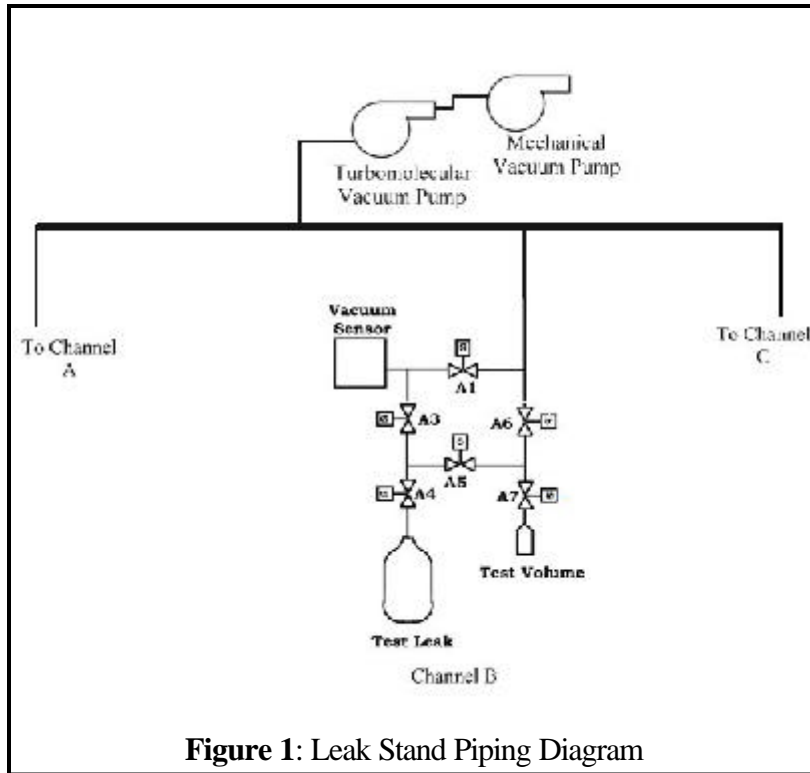 Mechanical
Vacuum Pump
Turbomolecular
Vacuum Pump
Vacuum
Sensor
To Channel
A
To Channel
C
S
A1
A3
A6
S
A5
A4
A7
Test Volume
Test Leak
Channel B
Figure 1: Leak Stand Piping Diagram